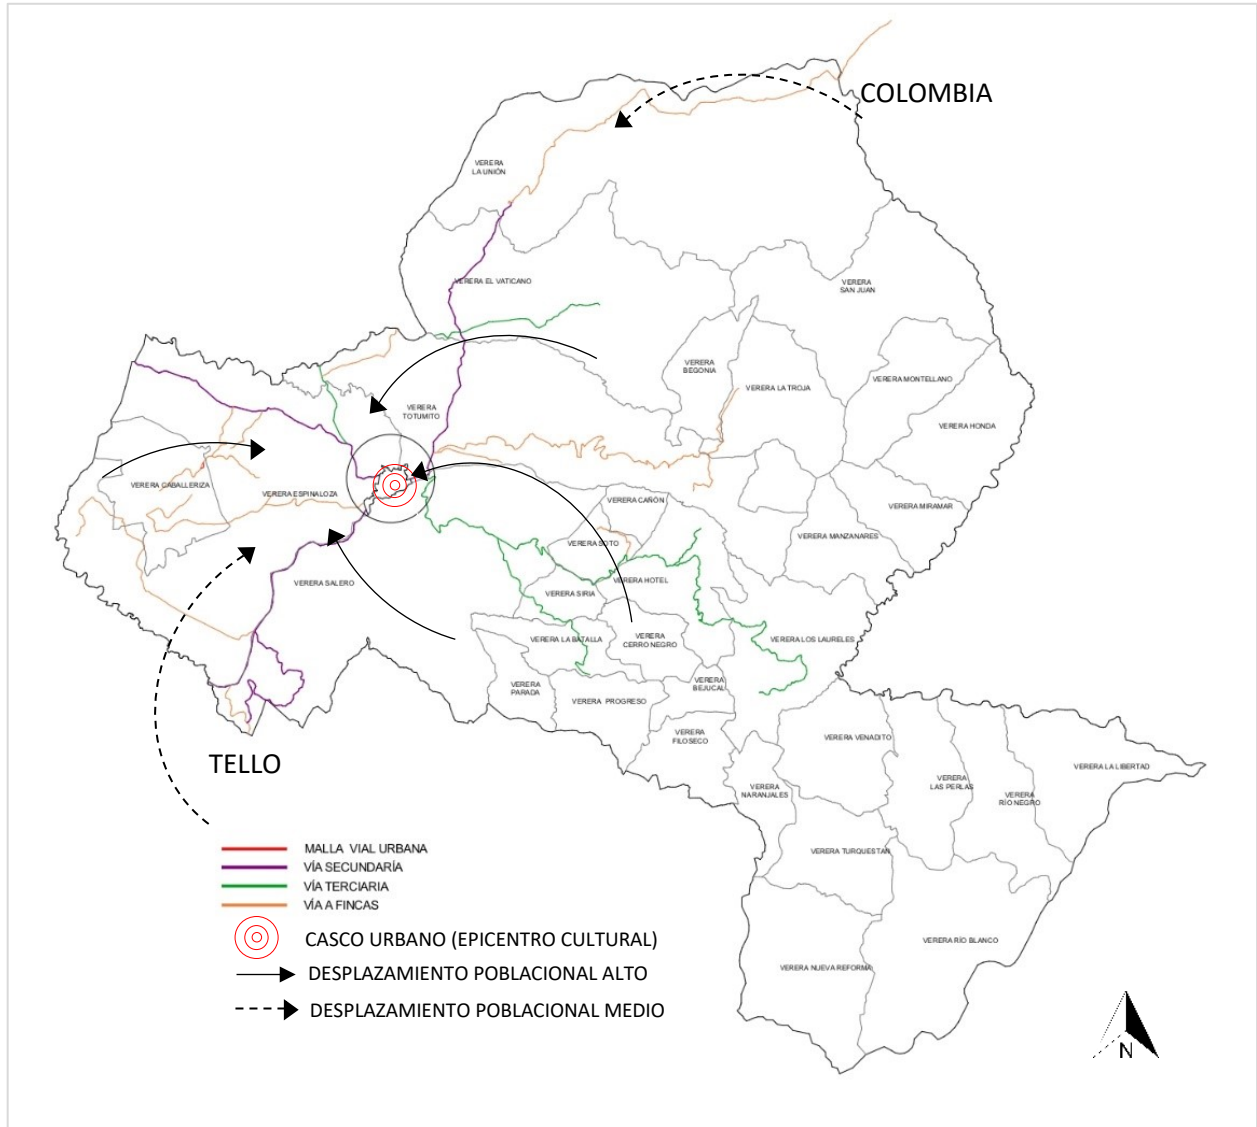 COLOMBIA
VERERA
LA UNIÓN
VERERA EL VATICANO
VERERA
SAN JUAN
VERERA
BEGONIA
VERERA LA TROJA
VERERA MONTELLANO
VERERA
TOTUMITO
VERERA HONDA
VERERA CABALLERIZA
VERERA ESPINALOZA
VERERA CAÑÓN
VERERA MIRAMAR
VERERA SOTO
VERERA MANZANARES
VERERA SALERO
VERERA HOTEL
VERERA SIRIA
VERERA LA BATALLA
VERERA
CERRO NEGRO
VERERA LOS LAURELES
VERERA
PARADA
VERERA PROGRESO
VERERA
BEJUCAL
VERERA
FILOSECO
VERERA VENADITO
TELLO
VERERA LA LIBERTAD
VERERA
LAS PERLAS
VERERA
NARANJALES
VERERA
RÍO NEGRO
VERERA TURQUESTAN
VERERA RÍO BLANCO
VERERA NUEVA REFORMA
MALLA VIAL URBANA
VÍA SECUNDARÍA
VÍA TERCIARIA
VÍA A FINCAS
CASCO URBANO (EPICENTRO CULTURAL)
DESPLAZAMIENTO POBLACIONAL ALTO
DESPLAZAMIENTO POBLACIONAL MEDIO
N